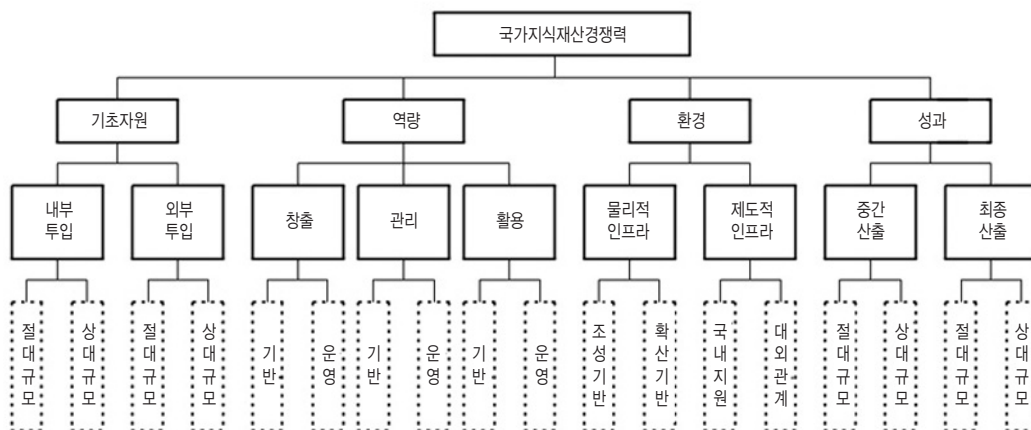 국가지식재산경쟁력
기초자원
역량
환경
성과
내부
투입
외부
투입
창출
관리
활용
물리적
인프라
제도적
인프라
중간
산출
최종
산출
절대규모
상대규모
절대규모
상대규모
기반
운영
기반
운영
기반
운영
조성기반
확산기반
국내지원
대외관계
절대규모
상대규모
절대규모
상대규모